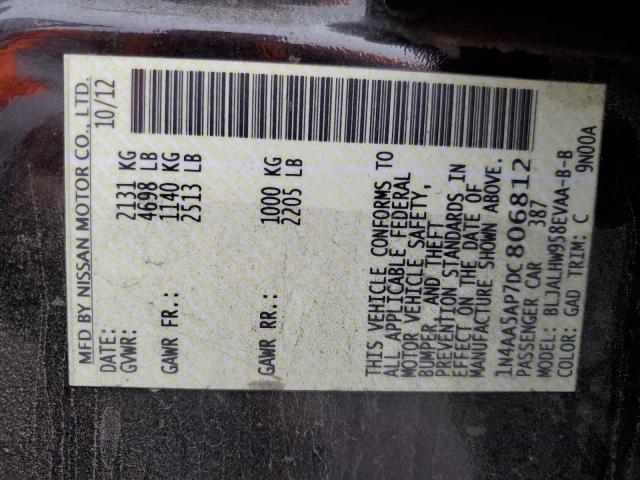 MFD BY NISSAN MOTOR CO., LTD.
DATE: 10/12
GVWR: 2131 KG
4698 LB
GAWR FR.: 1140 KG
2513 LB
GAWR RR.: 1000 KG
2205 LB
THIS VEHICLE CONFORMS TO
ALL APPLICABLE FEDERAL
MOTOR VEHICLE SAFETY,
BUMPER, AND THEFT
PREVENTION STANDARDS IN
EFFECT ON THE DATE OF
MANUFACTURE SHOWN ABOVE.
1N4AA5AP7DC806812
PASSENGER CAR 387
MODEL: BLJALHW958EVAA-B-B
COLOR: GAD TRIM: C 9N00A